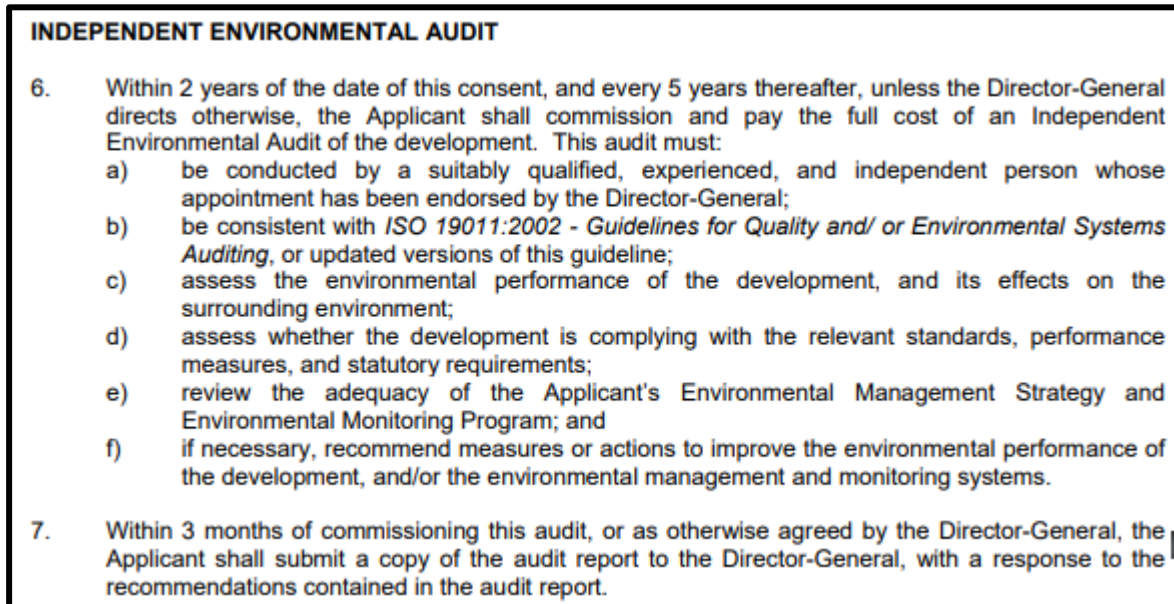 INDEPENDENT ENVIRONMENTAL AUDIT
6. Within 2 years of the date of this consent, and every 5 years thereafter, unless the Director-General
directs otherwise, the Applicant shall commission and pay the full cost of an Independent
Environmental Audit of the development. This audit must:
a) be conducted by a suitably qualified, experienced, and independent person whose
appointment has been endorsed by the Director-General;
b) be consistent with ISO 19011:2002 - Guidelines for Quality and/ or Environmental Systems
Auditing, or updated versions of this guideline;
c) assess the environmental performance of the development, and its effects on the
surrounding environment;
d) assess whether the development is complying with the relevant standards, performance
measures, and statutory requirements;
e) review the adequacy of the Applicant's Environmental Management Strategy and
Environmental Monitoring Program; and
f) if necessary, recommend measures or actions to improve the environmental performance of
the development, and/or the environmental management and monitoring systems.
7. Within 3 months of commissioning this audit, or as otherwise agreed by the Director-General, the
Applicant shall submit a copy of the audit report to the Director-General, with a response to the
recommendations contained in the audit report.